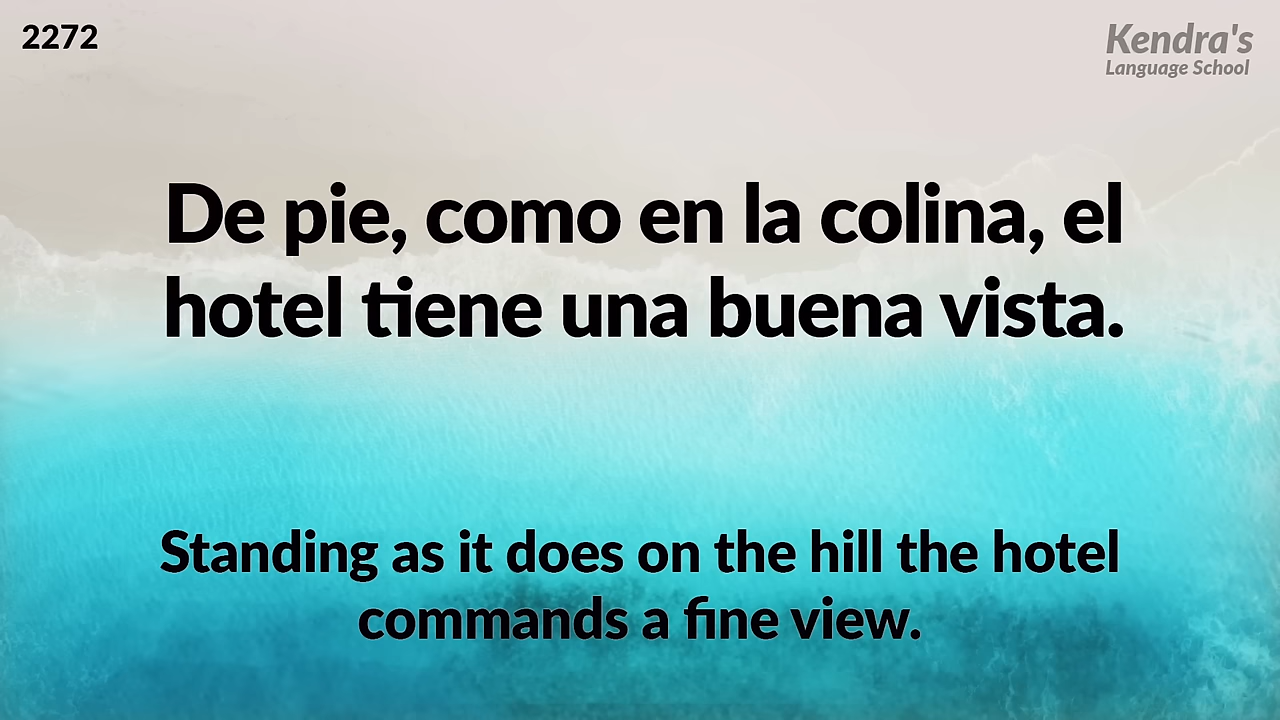 2272
Kendra's
Language School
De pie, como en la colina, el
hotel tiene una buena vista.
Standing as it does on the hill the hotel
commands a fine view.